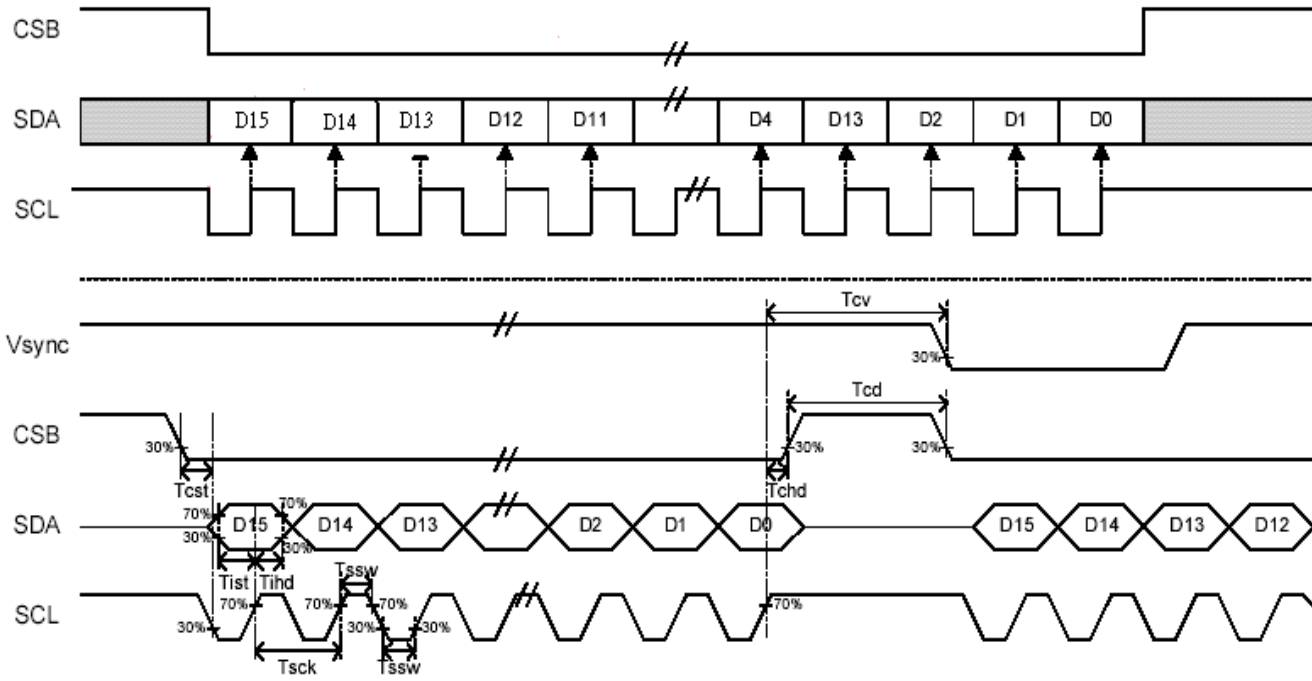 CSB
SDA D15 D14 D13 D12 D11 D4 D13 D2 D1 D0
SCL
Tcv
Vsync
30%
Tcd
CSB
30% 30% 30%
Tcst Tchd
70% 70%
SDA D15 D14 D13 D2 D1 D0 D15 D14 D13 D12
30% 30%
Tist Tihd Tssw
SCL 70% 70% 70% 70%
30% 30% 30%
Tsck Tssw